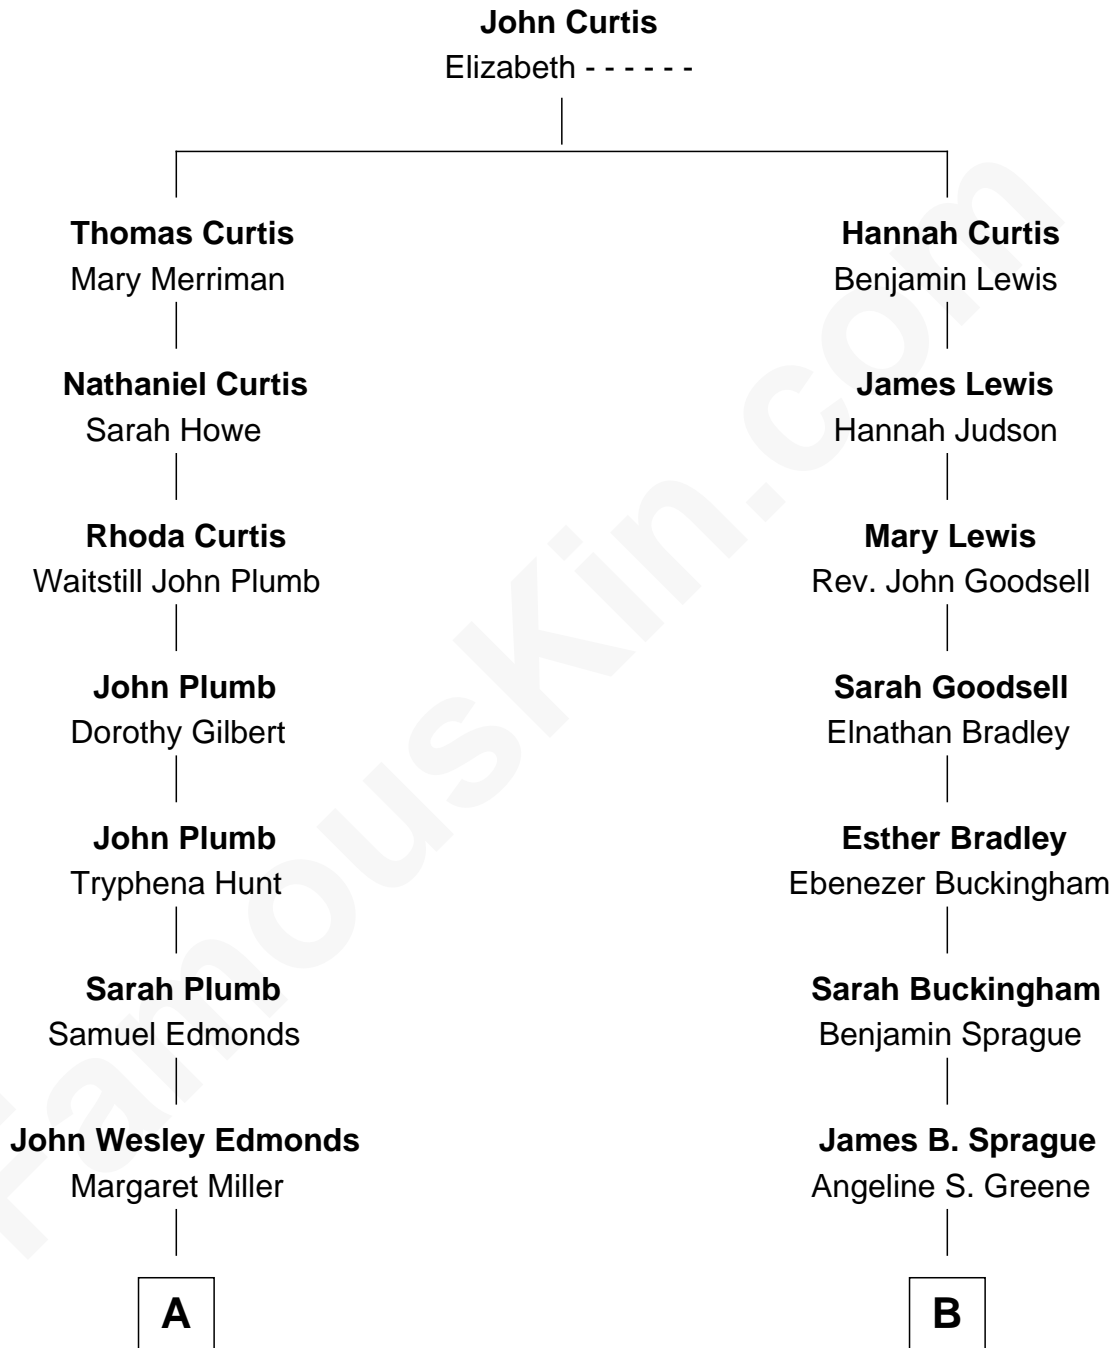 John Curtis
Elizabeth - - - - - -
Thomas Curtis
Mary Merriman
Hannah Curtis
Benjamin Lewis
Nathaniel Curtis
Sarah Howe
James Lewis
Hannah Judson
Rhoda Curtis
Waitstill John Plumb
Mary Lewis
Rev. John Goodsell
John Plumb
Dorothy Gilbert
Sarah Goodsell
Elnathan Bradley
John Plumb
Tryphena Hunt
Esther Bradley
Ebenezer Buckingham
Sarah Plumb
Samuel Edmonds
Sarah Buckingham
Benjamin Sprague
John Wesley Edmonds
Margaret Miller
James B. Sprague
Angeline S. Greene
A
B
FamousKin.com